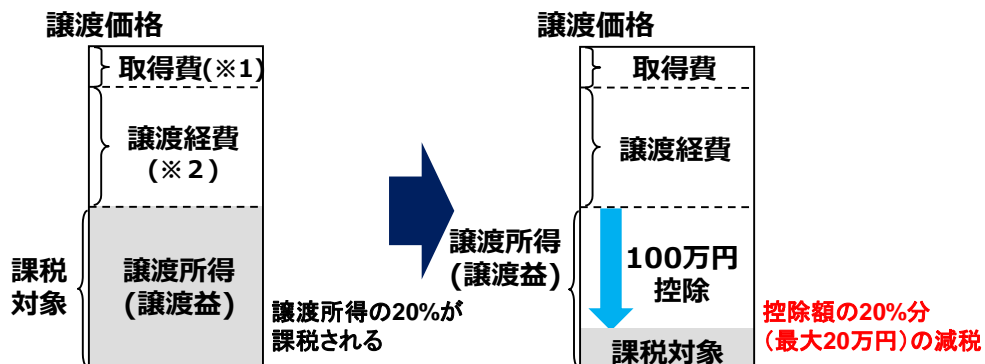 譲渡価格
取得費(※1)
譲渡経費
(※２)
課税
対象
譲渡所得
(譲渡益)
譲渡所得の20%が
課税される
譲渡価格
取得費
譲渡経費
譲渡所得
(譲渡益)
100万円
控除
課税対象
控除額の20%分
（最大20万円）の減税